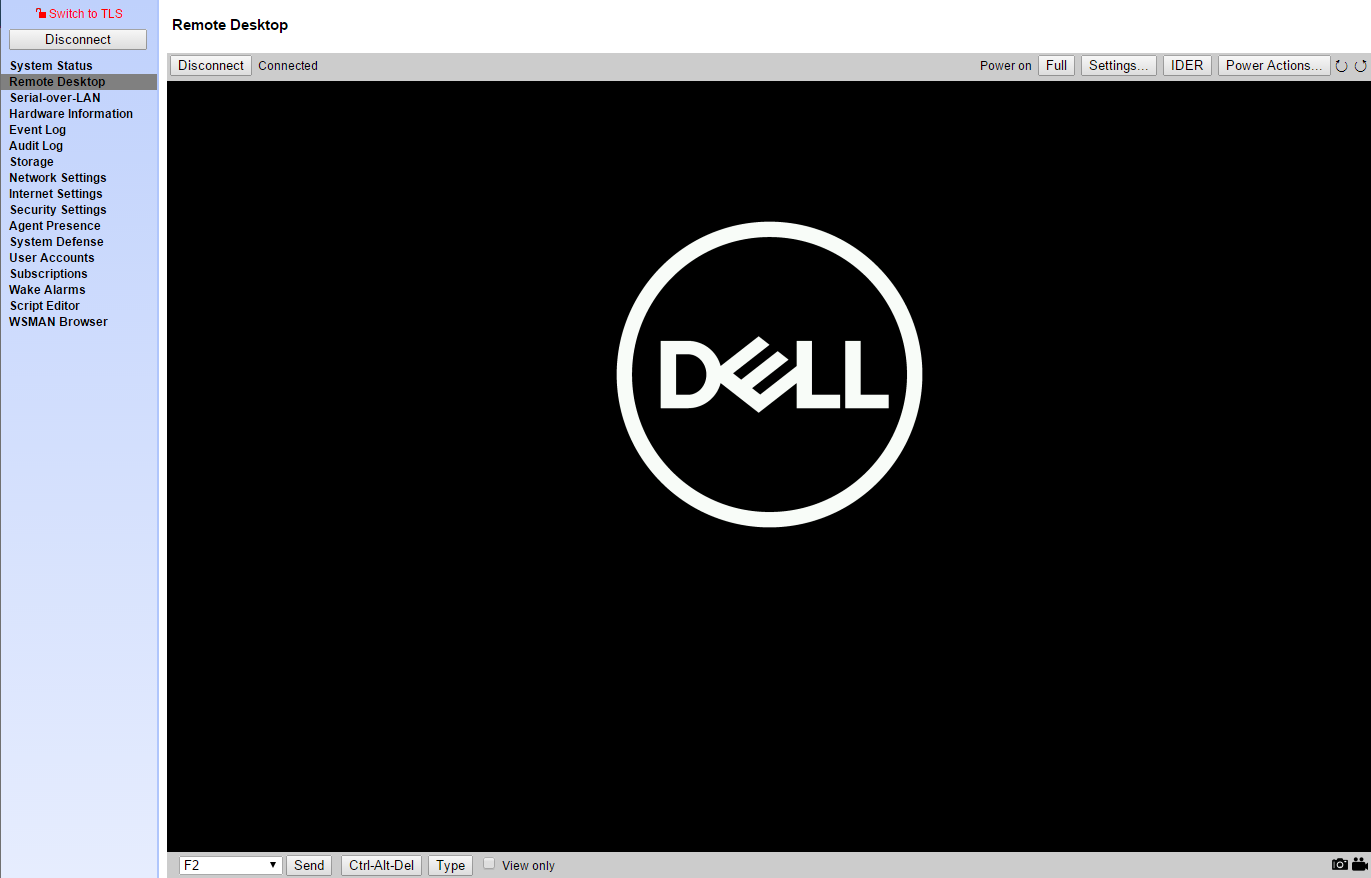 Switch to TLS
Disconnect
System Status
Remote Desktop
Serial-over-LAN
Hardware Information
Event Log
Audit Log
Storage
Network Settings
Internet Settings
Security Settings
Agent Presence
System Defense
User Accounts
Subscriptions
Wake Alarms
Script Editor
WSMAN Browser
Remote Desktop
Disconnect Connected Power on Full Settings... IDER Power Actions...
DELL
F2 Send Ctrl-Alt-Del Type View only